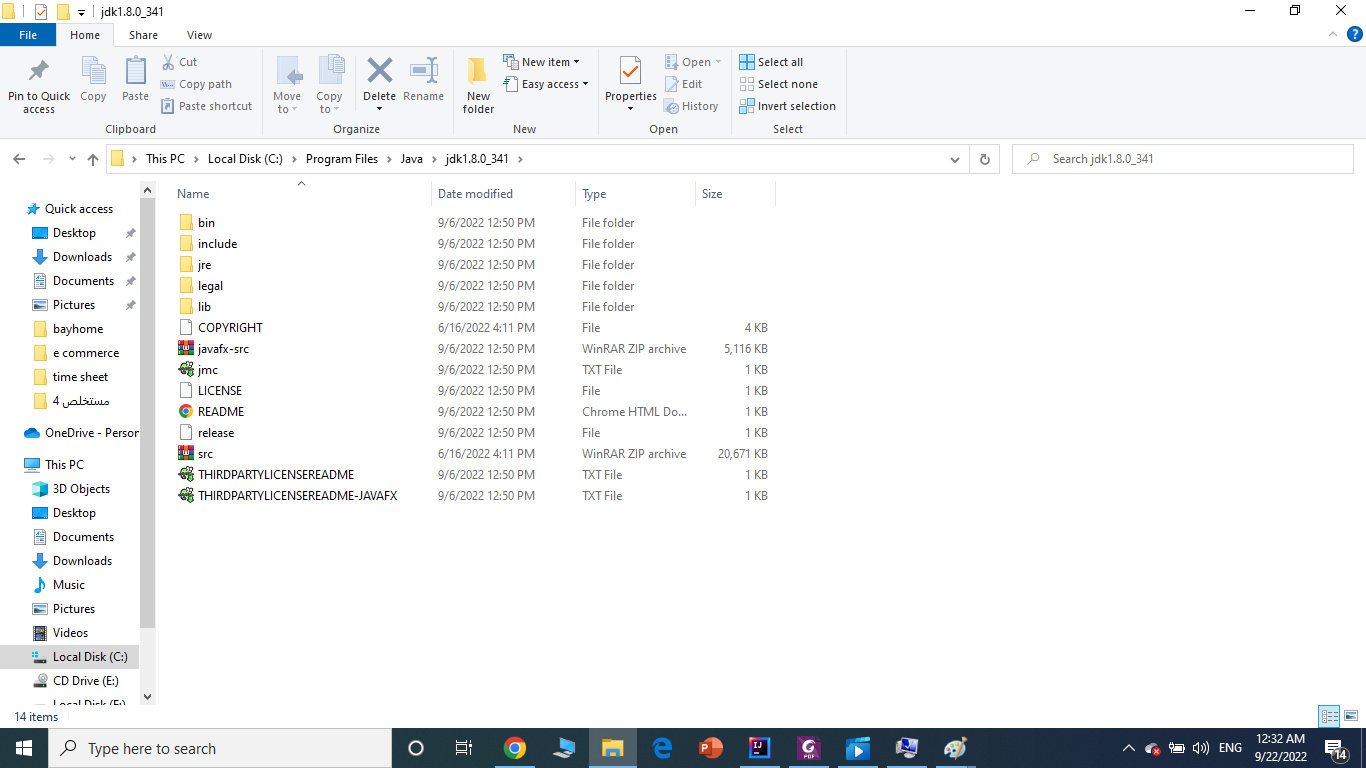 jdk1.8.0_341
File
Home
Share
View
Pin to Quick access
Copy
Paste
Cut
Copy path
Paste shortcut
Clipboard
Move to
Copy to
Delete
Rename
Organize
New folder
New item
Easy access
New
Properties
Open
Edit
History
Open
Select all
Select none
Invert selection
Select
This PC > Local Disk (C:) > Program Files > Java > jdk1.8.0_341 >
Search jdk1.8.0_341
Quick access
Desktop
Downloads
Documents
Pictures
bayhome
e commerce
time sheet
مستخلص 4
OneDrive - Person
This PC
3D Objects
Desktop
Documents
Downloads
Music
Pictures
Videos
Local Disk (C:)
CD Drive (E:)
Local Disk (F:)
Name Date modified Type Size
bin 9/6/2022 12:50 PM File folder
include 9/6/2022 12:50 PM File folder
jre 9/6/2022 12:50 PM File folder
legal 9/6/2022 12:50 PM File folder
lib 9/6/2022 12:50 PM File folder
COPYRIGHT 6/16/2022 4:11 PM File 4 KB
javafx-src 9/6/2022 12:50 PM WinRAR ZIP archive 5,116 KB
jmc 9/6/2022 12:50 PM TXT File 1 KB
LICENSE 9/6/2022 12:50 PM File 1 KB
README 9/6/2022 12:50 PM Chrome HTML Do... 1 KB
release 9/6/2022 12:50 PM File 1 KB
src 6/16/2022 4:11 PM WinRAR ZIP archive 20,671 KB
THIRDPARTYLICENSEREADME 9/6/2022 12:50 PM TXT File 1 KB
THIRDPARTYLICENSEREADME-JAVAFX 9/6/2022 12:50 PM TXT File 1 KB
14 items
Type here to search
ENG
12:32 AM
9/22/2022
14